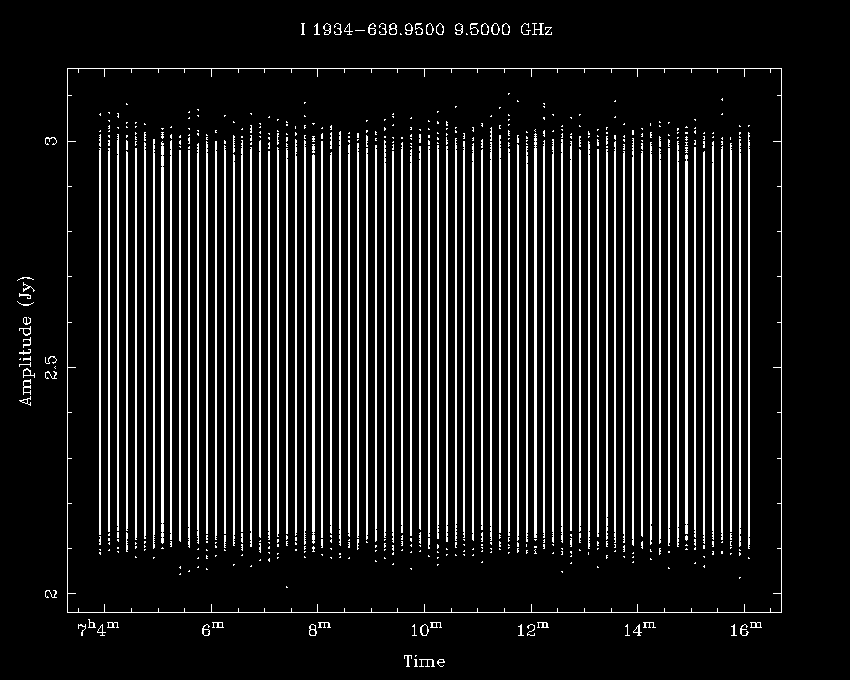 I 1934−638.9500 9.5000 GHz
3
2.5
2
Amplitude (Jy)
7ʰ4ᵐ 6ᵐ 8ᵐ 10ᵐ 12ᵐ 14ᵐ 16ᵐ
Time